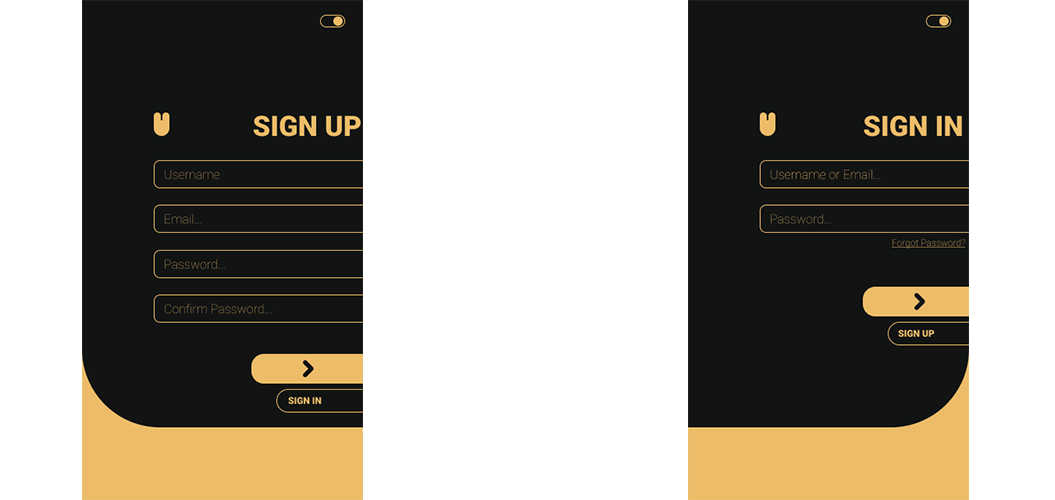 SIGN UP
Username
Email...
Password...
Confirm Password...
SIGN IN
SIGN IN
Username or Email...
Password...
Forgot Password?
SIGN UP